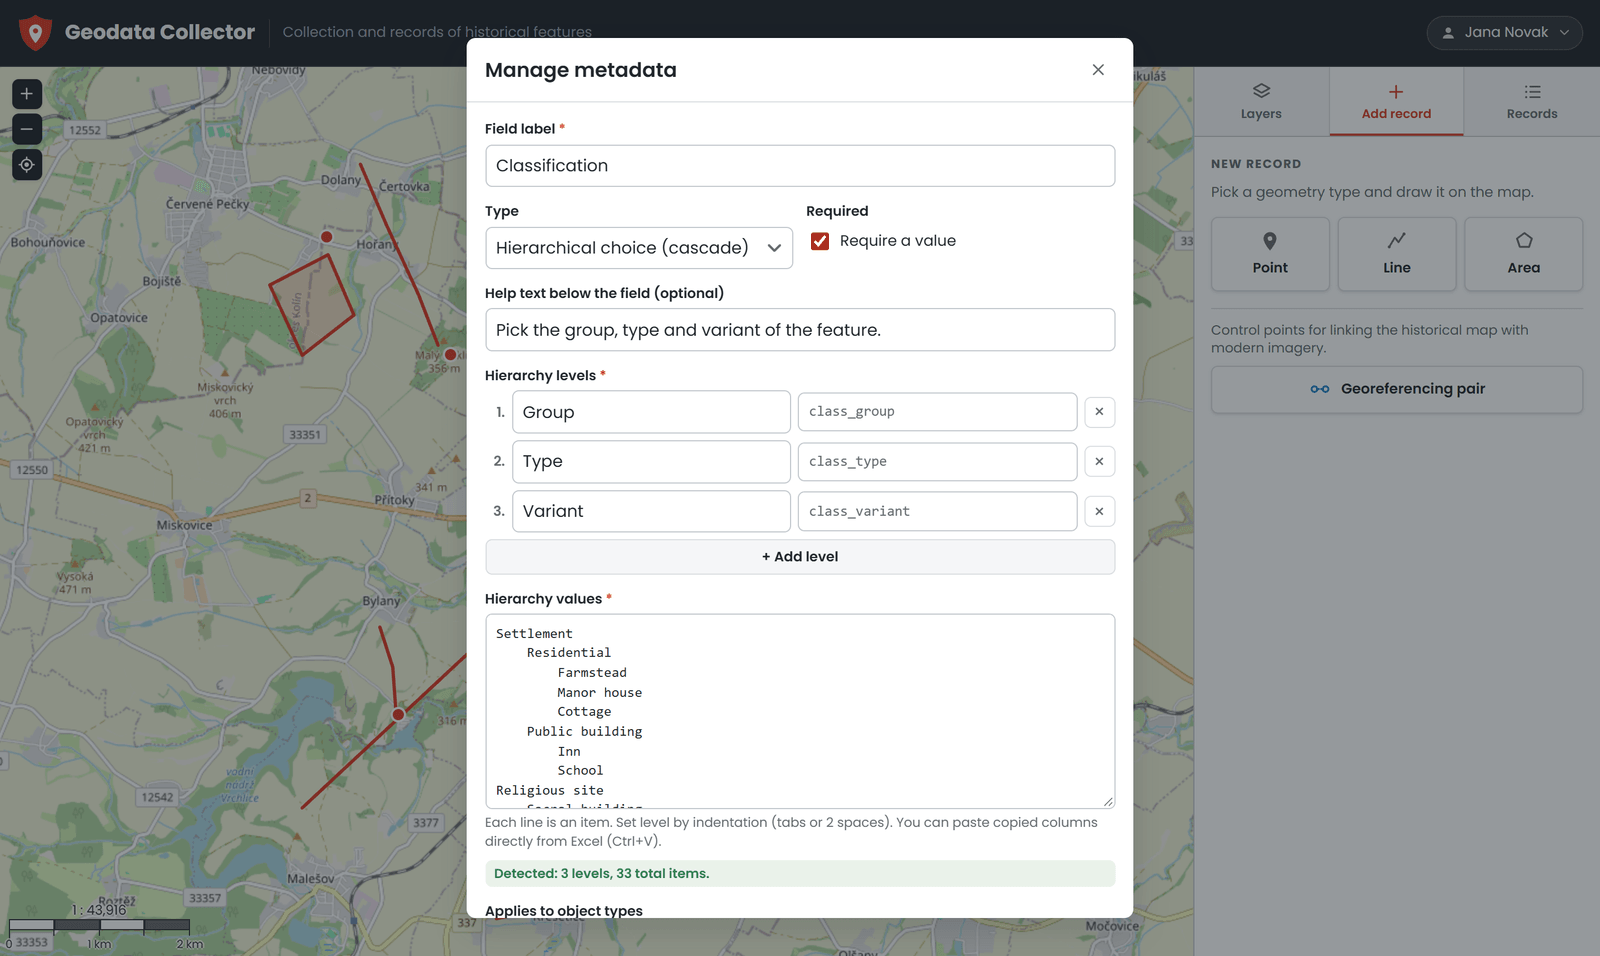 Geodata Collector
Collection and records of historical features
Jana Novak
Manage metadata
Field label *
Classification
Type
Hierarchical choice (cascade)
Required
Require a value
Help text below the field (optional)
Pick the group, type and variant of the feature.
Hierarchy levels *
1. Group class_group
2. Type class_type
3. Variant class_variant
+ Add level
Hierarchy values *
Settlement
Residential
Farmstead
Manor house
Cottage
Public building
Inn
School
Religious site
Each line is an item. Set level by indentation (tabs or 2 spaces). You can paste copied columns
directly from Excel (Ctrl+V).
Detected: 3 levels, 33 total items.
Applies to object types
Layers
Add record
Records
NEW RECORD
Pick a geometry type and draw it on the map.
Point
Line
Area
Control points for linking the historical map with
modern imagery.
Georeferencing pair
Nebovidy
12552
Dolany
Čertovka
Červené Pečky
Bohouňovice
Hořany
Bojiště
Opatovice
356 m
Miskovický
vrch
406 m
Opatovický
vrch
421 m
33351
12550
341 m
2
Přítoky
Miskovice
Vysoká
471 m
Bylany
316 m
vodní
nádrž
Vrchlice
12542
3377
Malešov
33357
Roztěž
1 : 43,916
0
1 km
2 km
33353
337
Močovice